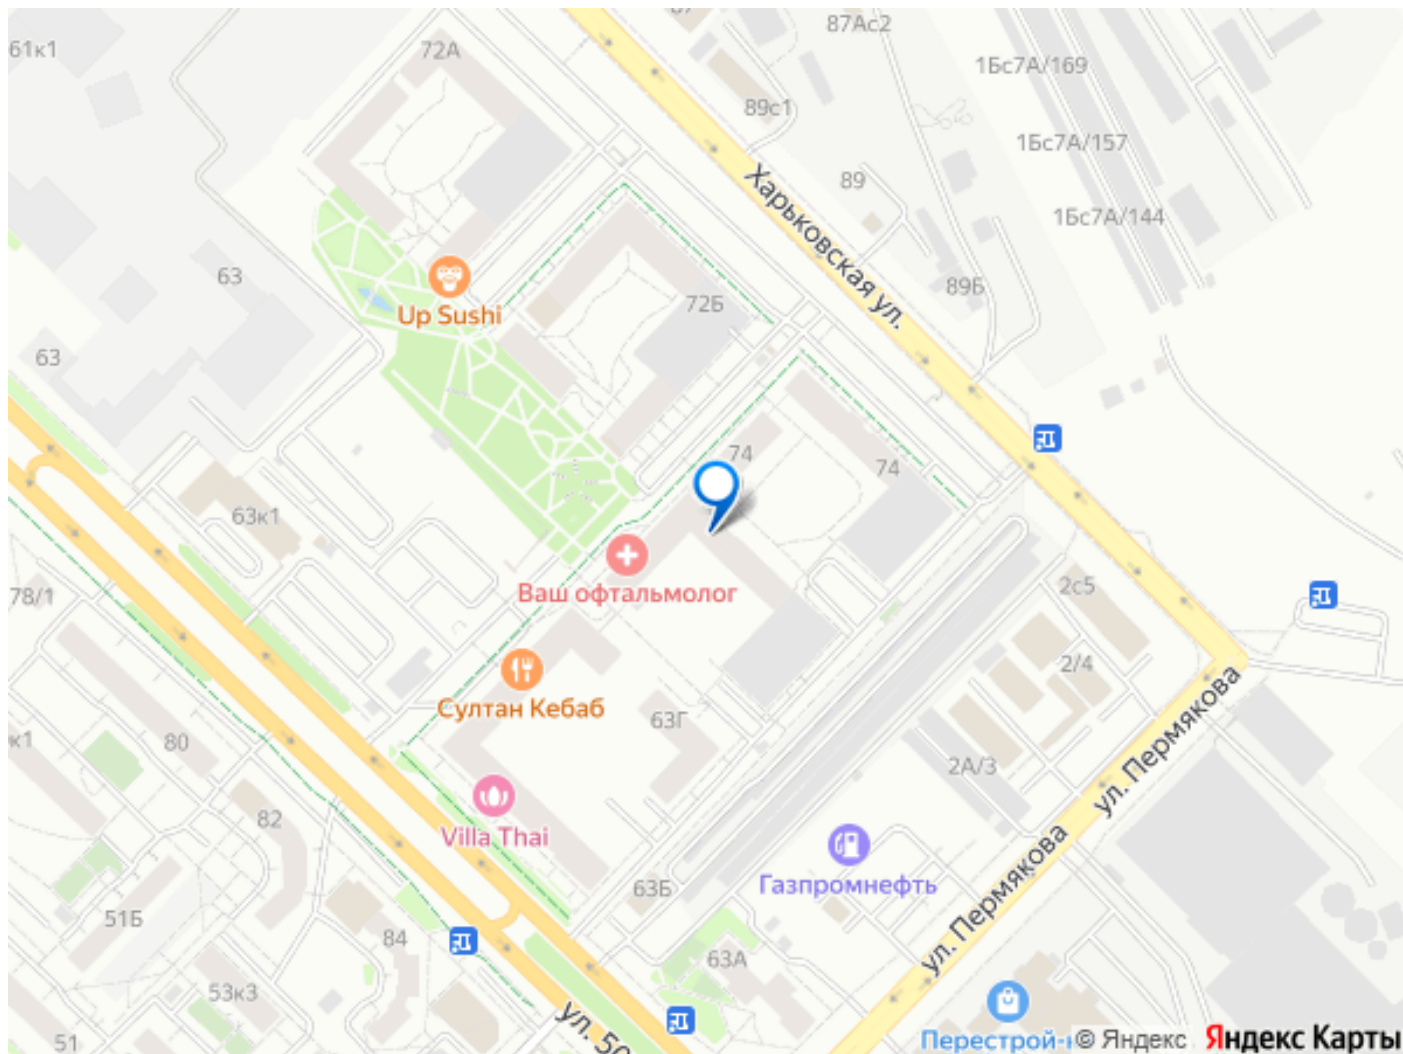 61к1
72А
87Ас2
1Бс7А/169
89с1
1Бс7А/157
89
Харьковская ул.
1Бс7А/144
63
89Б
72Б
Up Sushi
63
74
74
63к1
Ваш офтальмолог
2с5
78/1
2/4
Султан Кебаб
63Г
ул. Пермякова
80
к1
2А/3
82
Villa Thai
Газпромнефть
63Б
ул. Пермякова
51Б
84
63А
53к3
ул. 50
51
Перестрой-
© Яндекс
Яндекс Карты